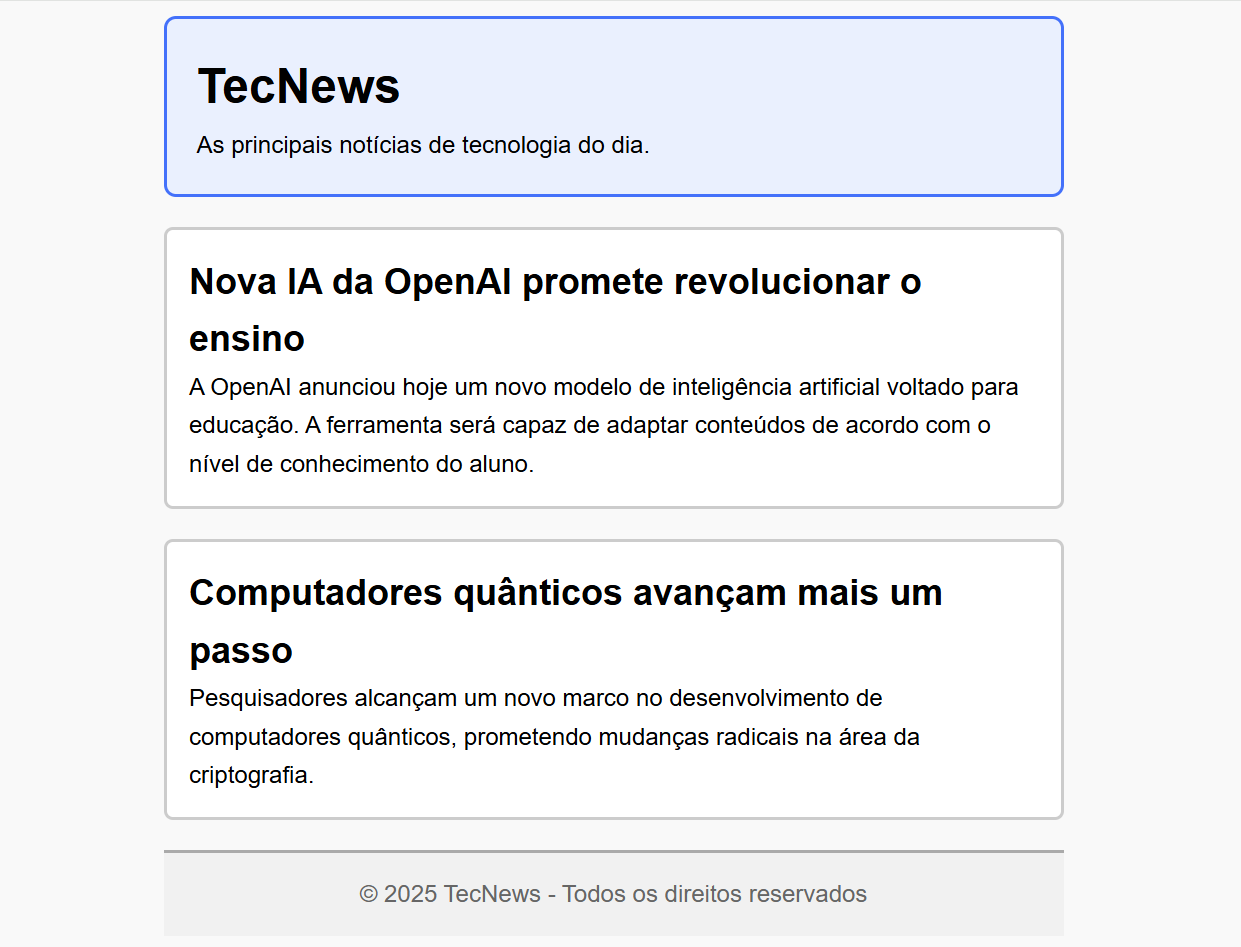 TecNews
As principais notícias de tecnologia do dia.
Nova IA da OpenAI promete revolucionar o
ensino
A OpenAI anunciou hoje um novo modelo de inteligência artificial voltado para
educação. A ferramenta será capaz de adaptar conteúdos de acordo com o
nível de conhecimento do aluno.
Computadores quânticos avançam mais um
passo
Pesquisadores alcançam um novo marco no desenvolvimento de
computadores quânticos, prometendo mudanças radicais na área da
criptografia.
© 2025 TecNews - Todos os direitos reservados